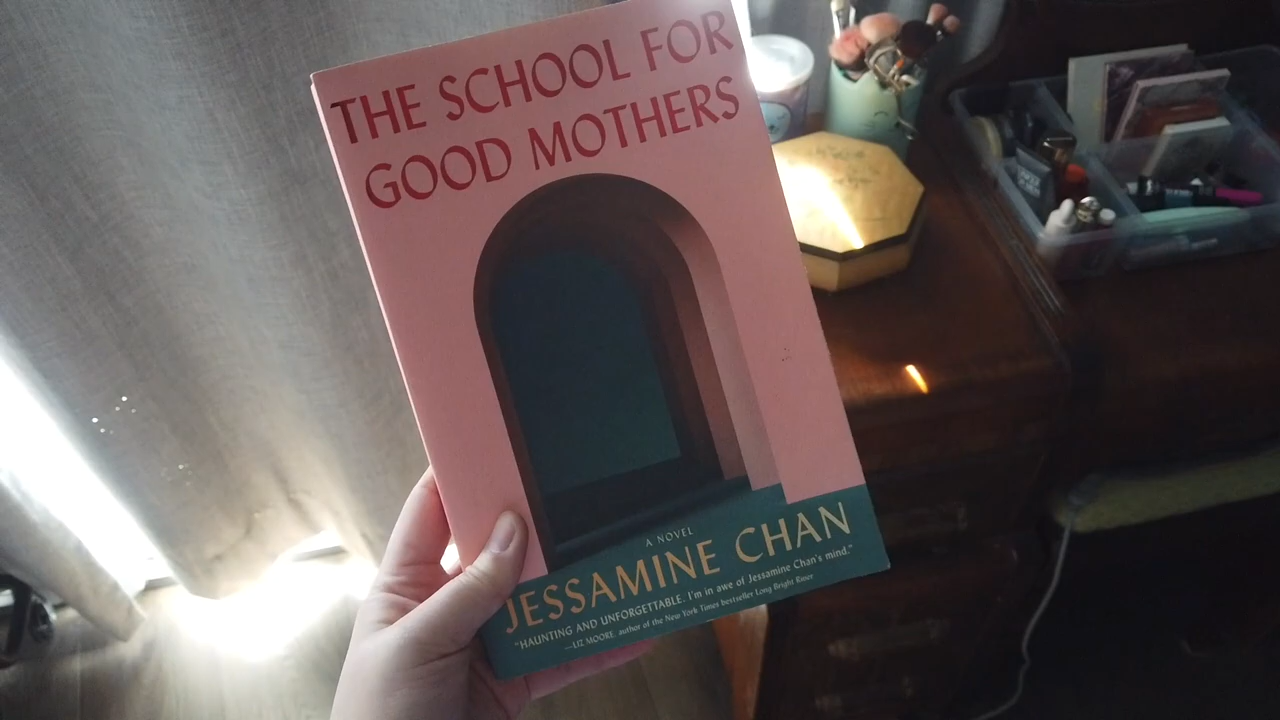 THE SCHOOL FOR
GOOD MOTHERS
A NOVEL
JESSAMINE CHAN
"HAUNTING AND UNFORGETTABLE. I'm in awe of Jessamine Chan's mind."
—LIZ MOORE, author of the New York Times bestseller Long Bright River